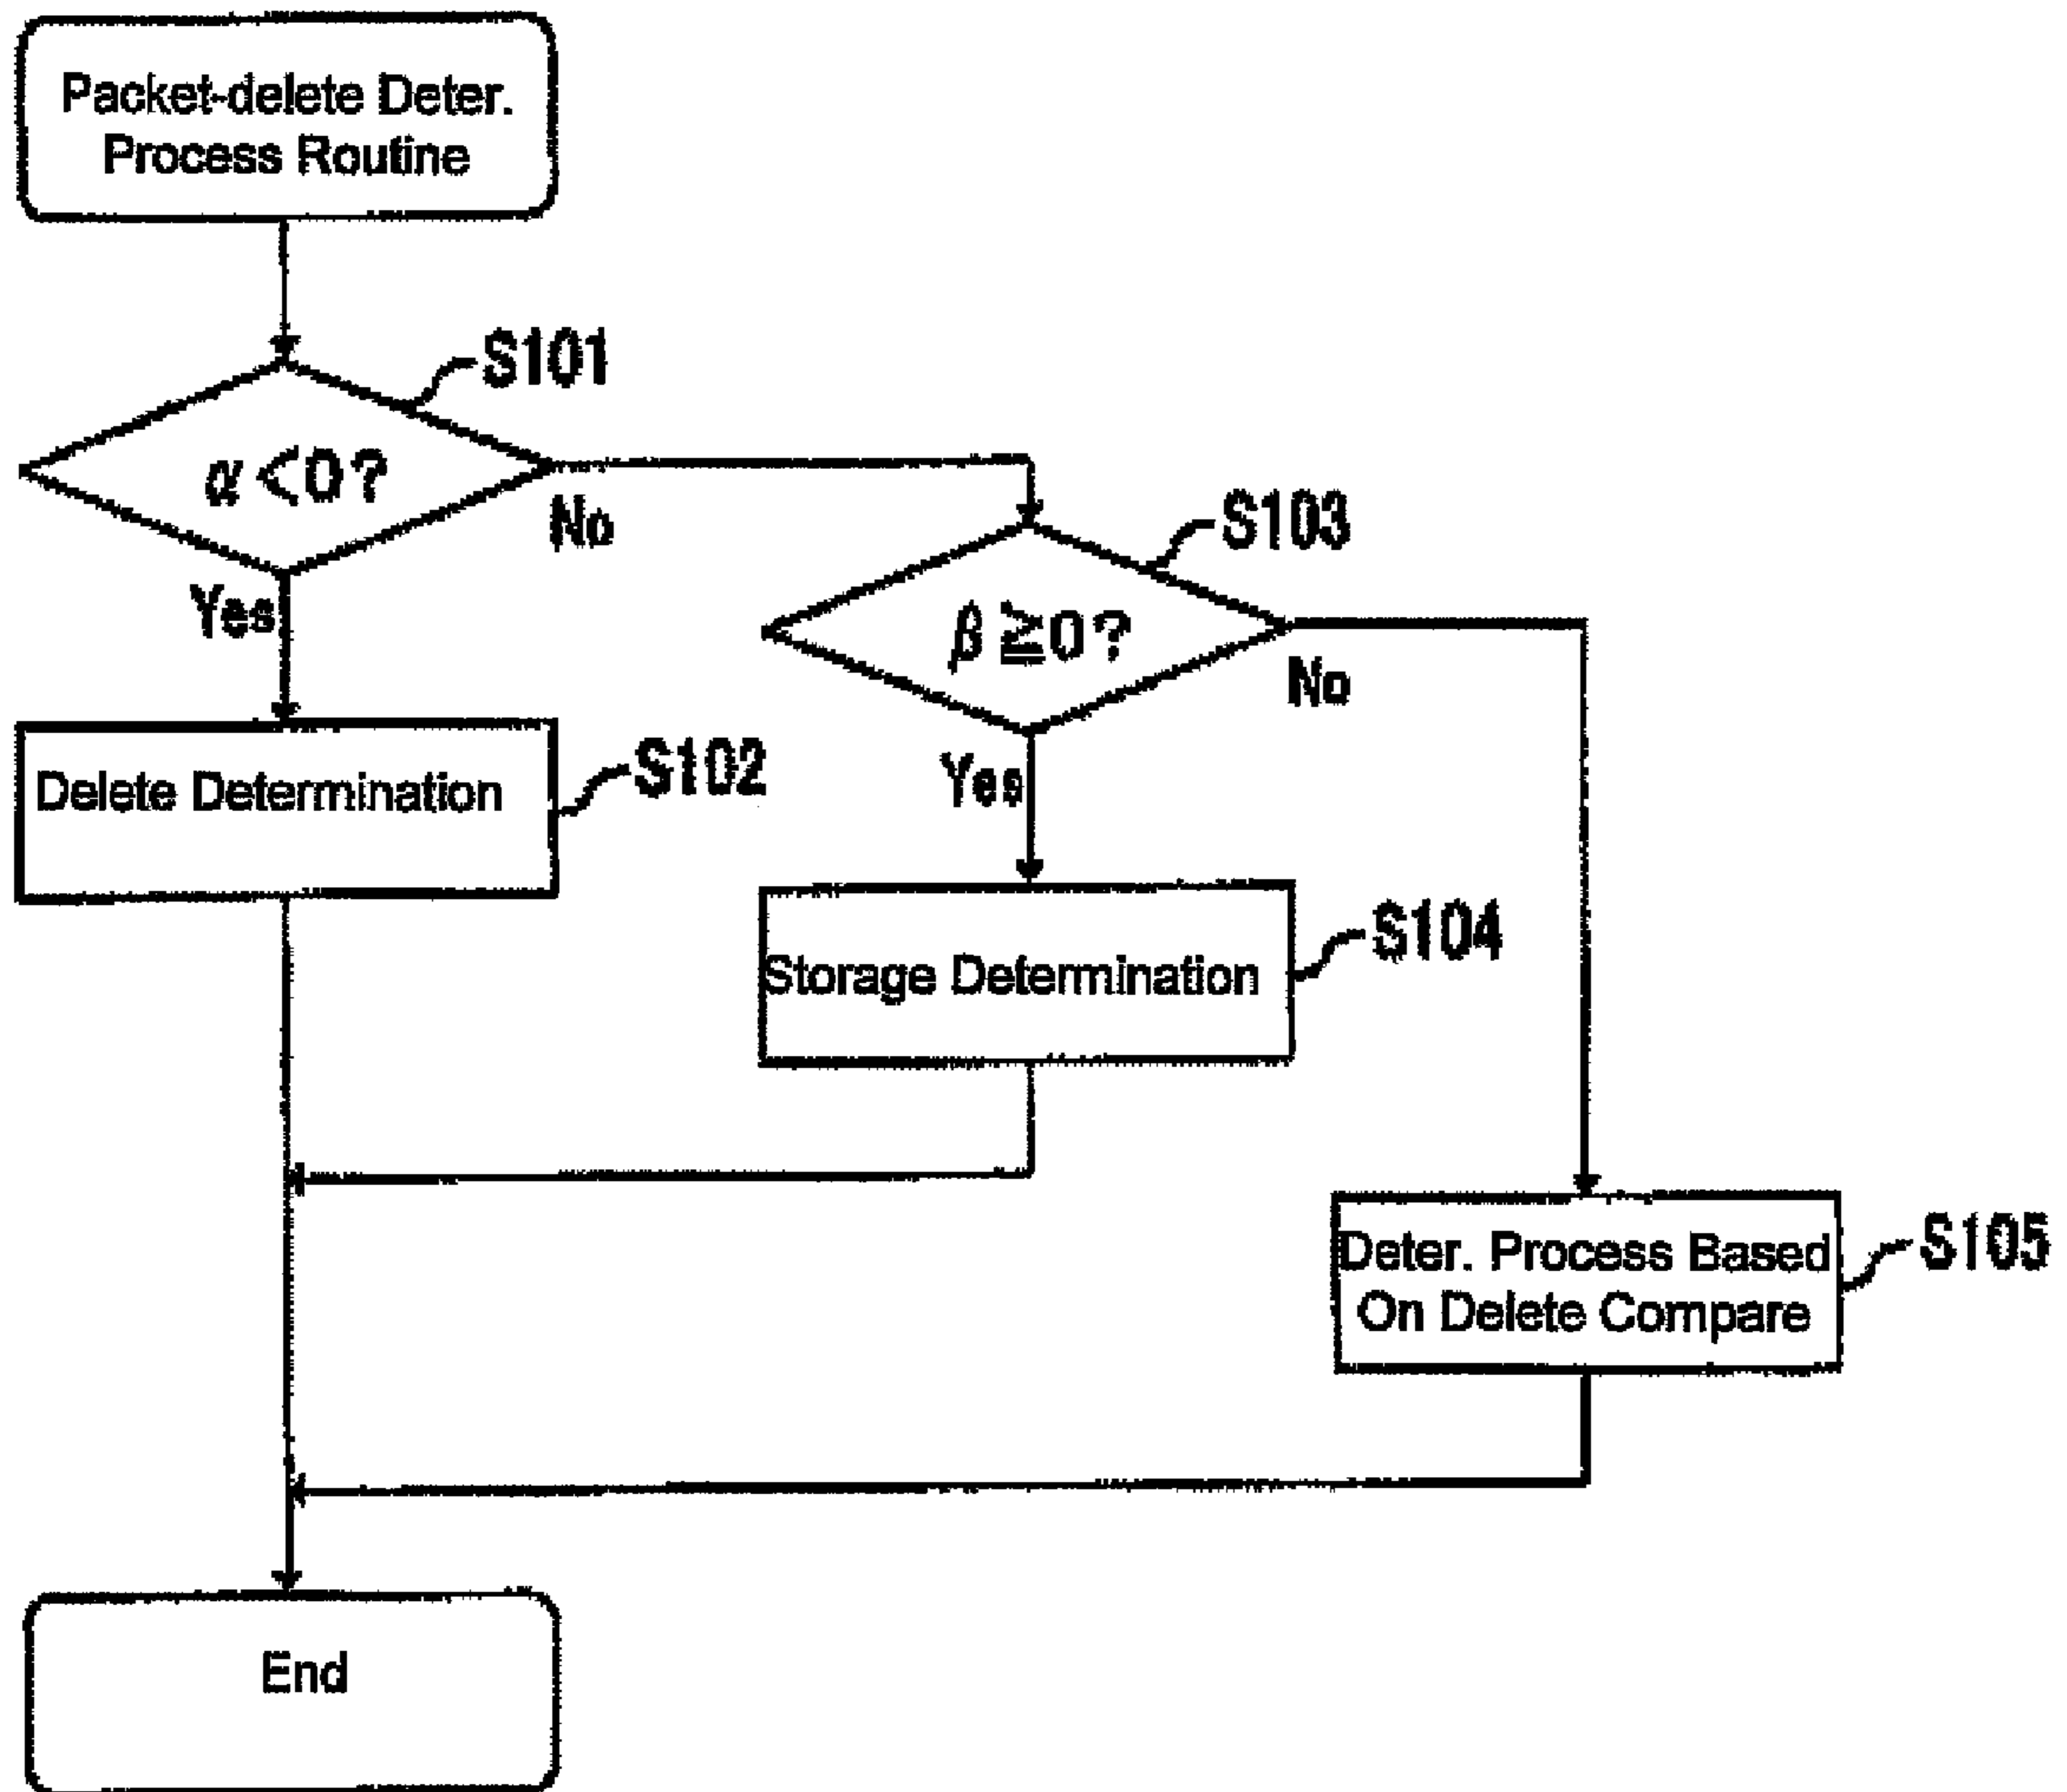 Packet-delete Deter.
Process Routine
S101
α<0?
No
Yes
S103
β≧0?
No
Yes
Delete Determination
S102
Storage Determination
S104
Deter. Process Based
On Delete Compare
S105
End